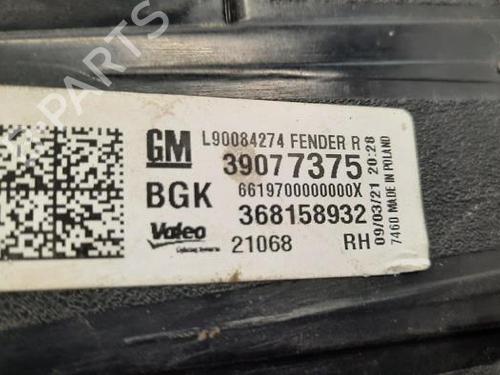 B-PARTS
GM L90084274 FENDER R
39077375
BGK 6619700000000X
368158932
Valeo
21068 RH
09/03/21 20:28
7460 MADE IN POLAND